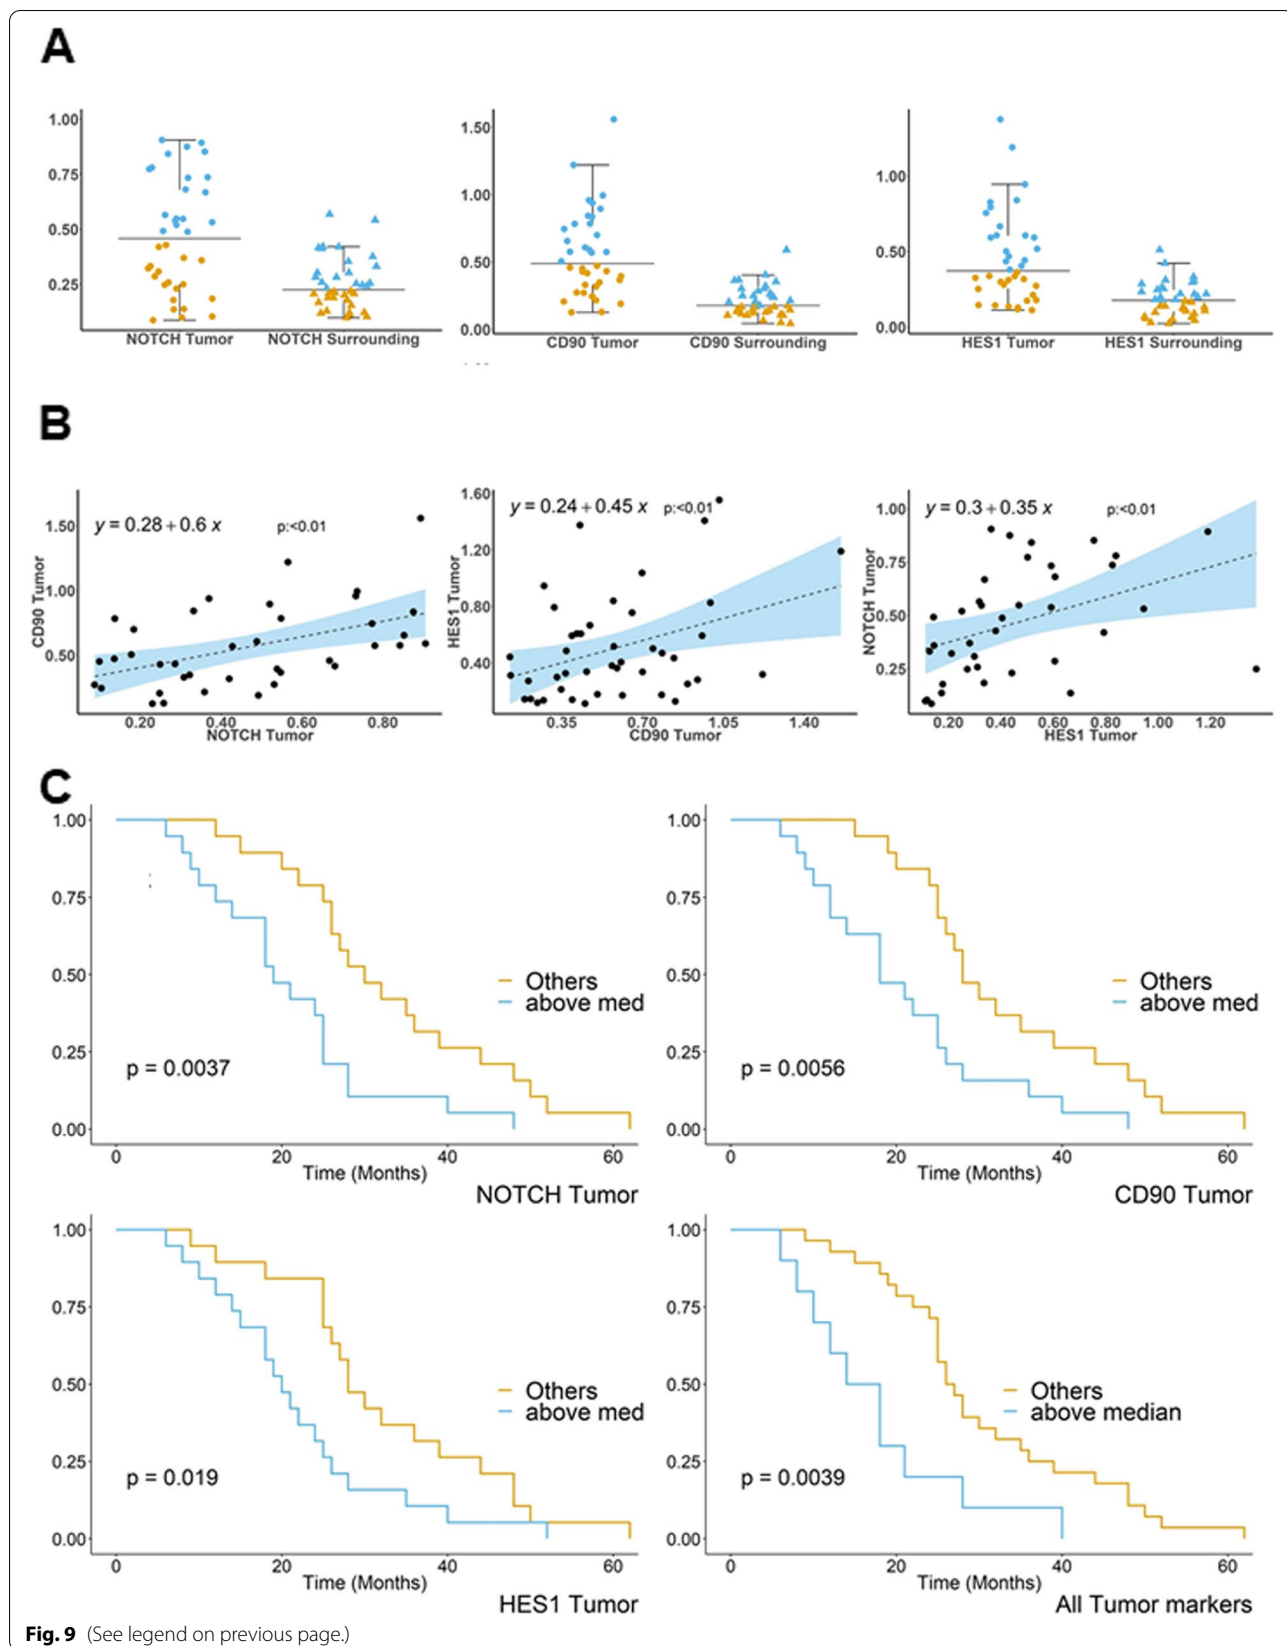 A
1.00
0.75
0.50
0.25
NOTCH Tumor NOTCH Surrounding
1.50
1.00
0.50
0.00
CD90 Tumor CD90 Surrounding
1.00
0.50
0.00
HES1 Tumor HES1 Surrounding
B
CD90 Tumor
1.50
1.00
0.50
y = 0.28 + 0.6 x p:<0.01
0.20 0.40 0.60 0.80
NOTCH Tumor
HES1 Tumor
1.60
1.20
0.80
0.40
y = 0.24 + 0.45 x p:<0.01
0.35 0.70 1.05 1.40
CD90 Tumor
NOTCH Tumor
1.00
0.75
0.50
0.25
y = 0.3 + 0.35 x p:<0.01
0.20 0.40 0.60 0.80 1.00 1.20
HES1 Tumor
C
1.00
0.75
0.50
0.25
0.00
Others
above med
p = 0.0037
0 20 40 60
Time (Months)
NOTCH Tumor
1.00
0.75
0.50
0.25
0.00
Others
above med
p = 0.0056
0 20 40 60
Time (Months)
CD90 Tumor
1.00
0.75
0.50
0.25
0.00
Others
above med
p = 0.019
0 20 40 60
Time (Months)
HES1 Tumor
1.00
0.75
0.50
0.25
0.00
Others
above median
p = 0.0039
0 20 40 60
Time (Months)
All Tumor markers
Fig. 9 (See legend on previous page.)